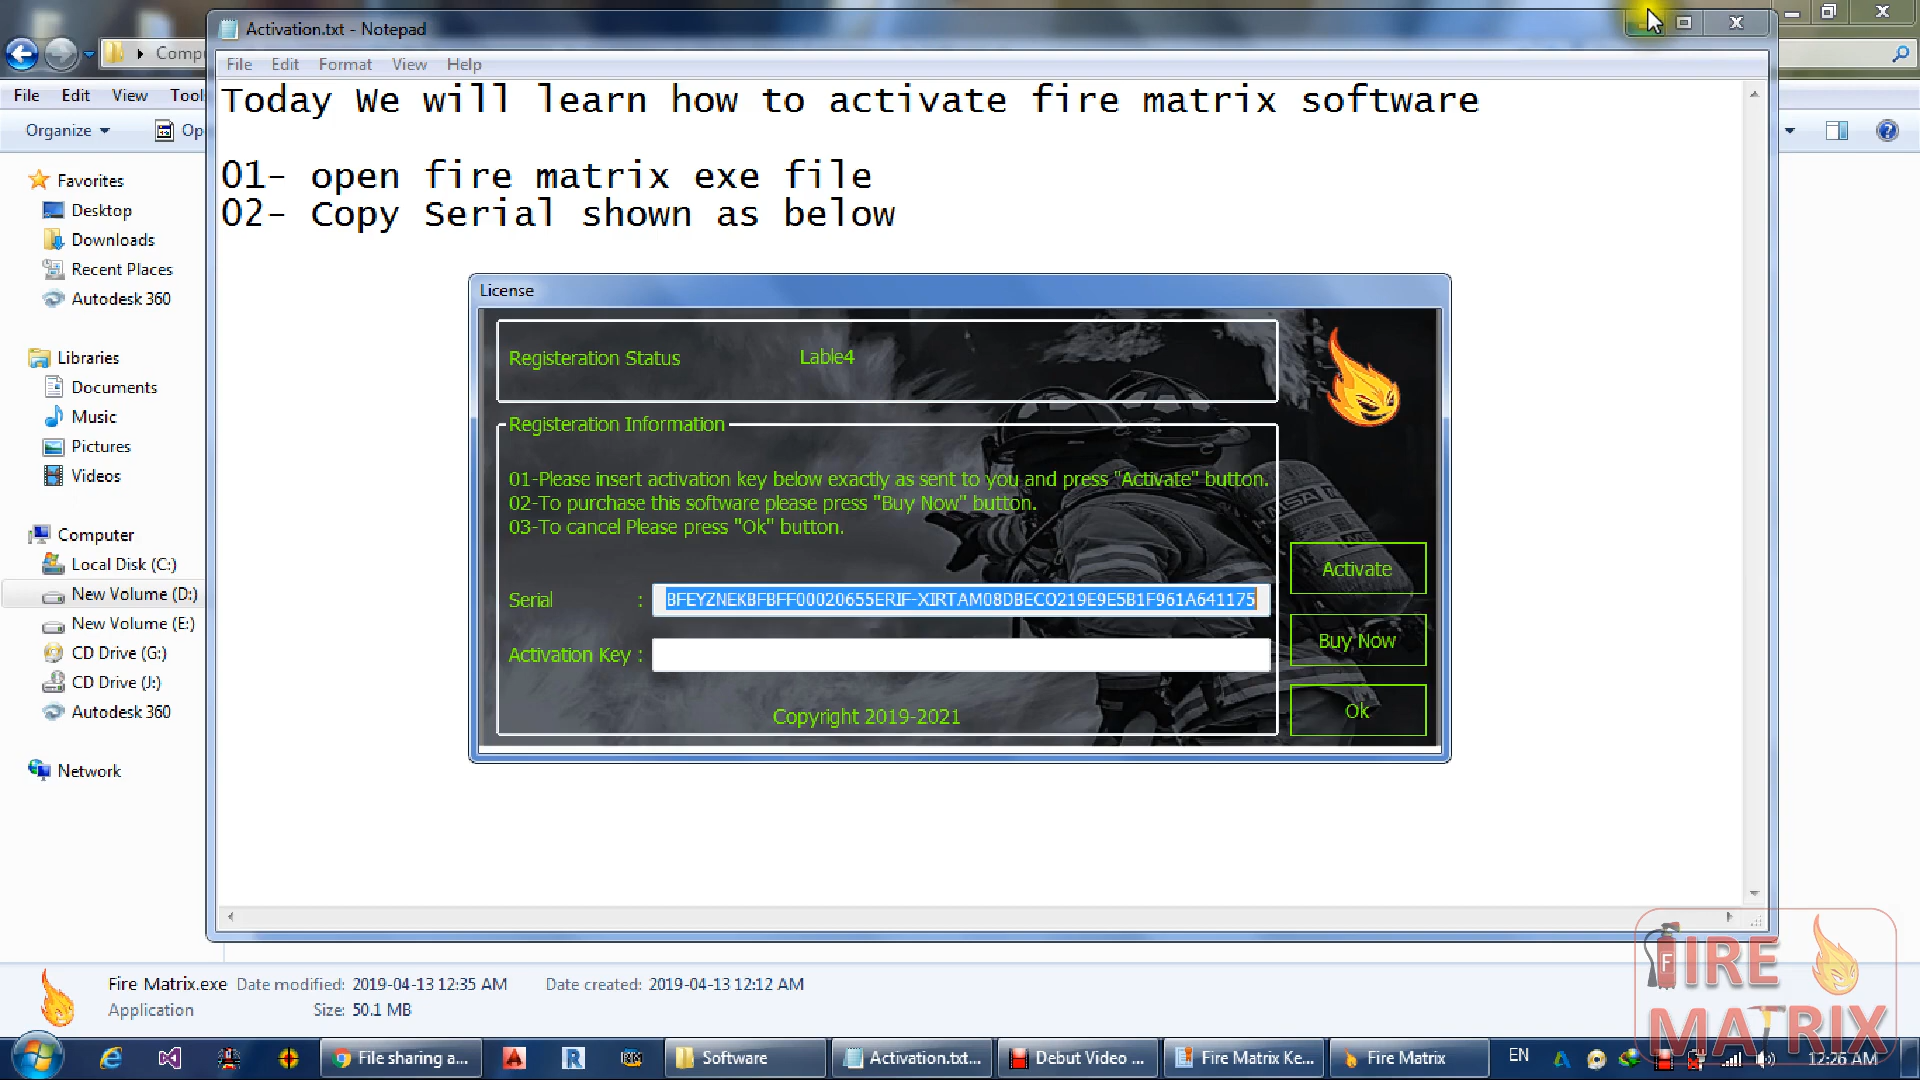 Activation.txt - Notepad
Compu
File Edit Format View Help
File Edit View Tools
Organize Op
Today We will learn how to activate fire matrix software
01- open fire matrix exe file
02- Copy Serial shown as below
Favorites
Desktop
Downloads
Recent Places
Autodesk 360
Libraries
Documents
Music
Pictures
Videos
Computer
Local Disk (C:)
New Volume (D:)
New Volume (E:)
CD Drive (G:)
CD Drive (J:)
Autodesk 360
Network
License
Registeration Status Lable4
Registeration Information
01-Please insert activation key below exactly as sent to you and press "Activate" button.
02-To purchase this software please press "Buy Now" button.
03-To cancel Please press "Ok" button.
Serial : BFEYZNEKBFBFF00020655ERIF-XIRTAM08DBECO219E9E5B1F961A641175
Activation Key :
Copyright 2019-2021
Activate
Buy Now
Ok
Fire Matrix.exe Date modified: 2019-04-13 12:35 AM Date created: 2019-04-13 12:12 AM
Application Size: 50.1 MB
FIRE
MATRIX
File sharing a... Software Activation.txt... Debut Video ... Fire Matrix Ke... Fire Matrix EN 12:26 AM